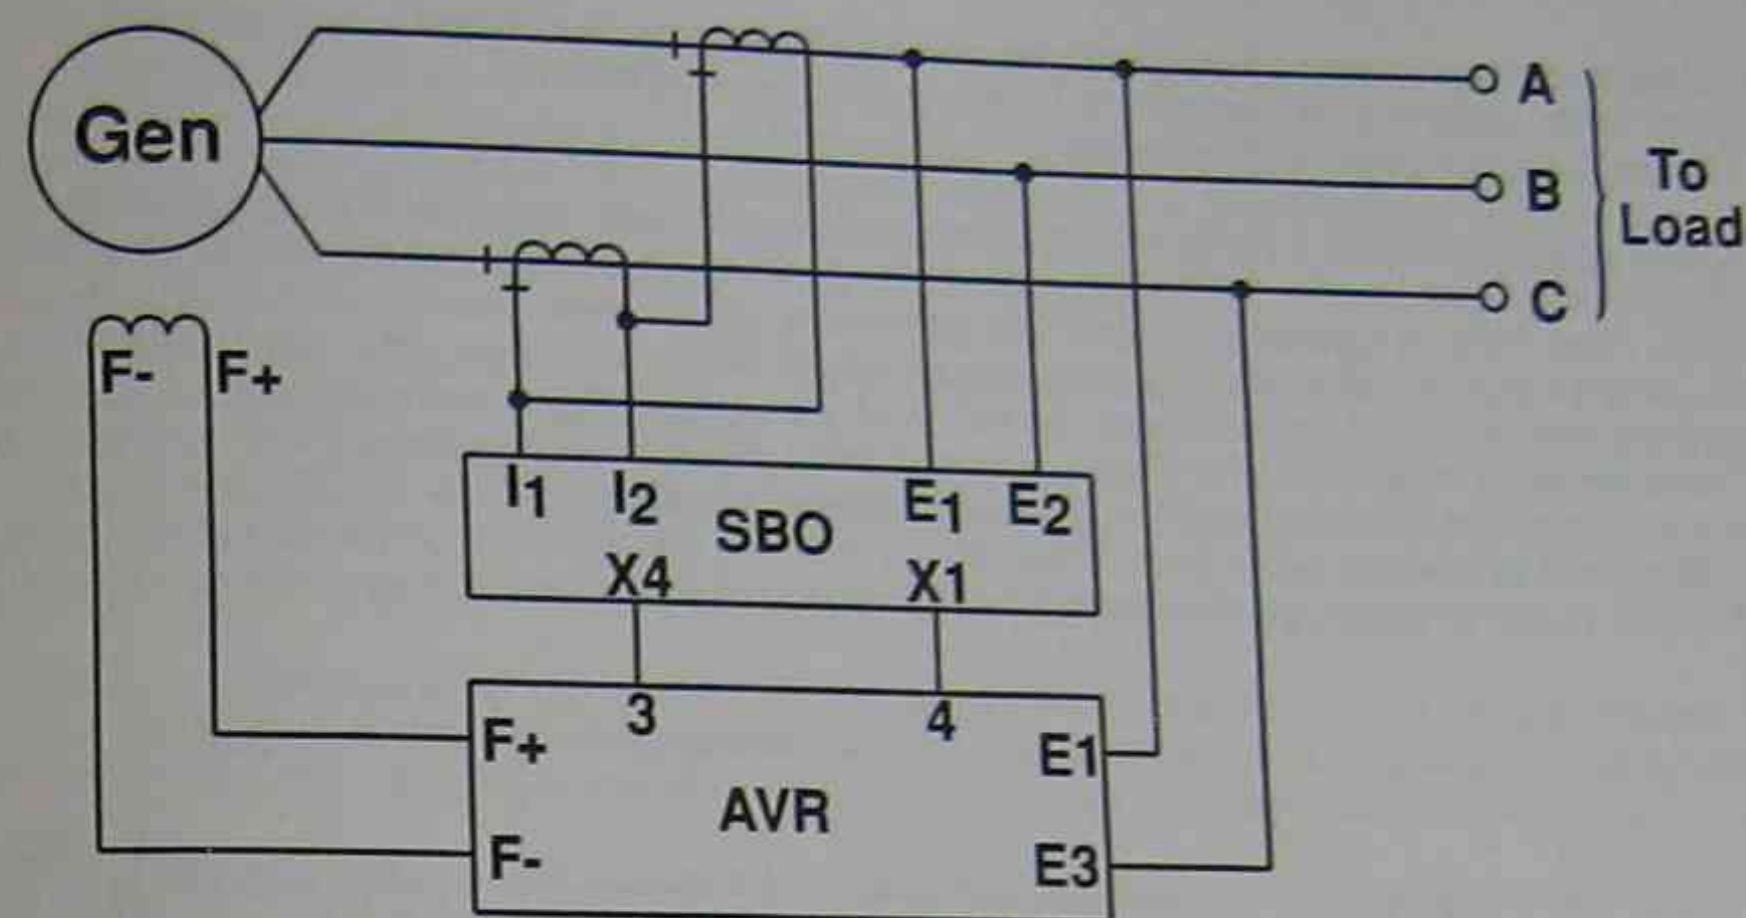 Gen
A
B
C
To
Load
F-
F+
I1
I2
SBO
E1
E2
X4
X1
3
4
F+
E1
AVR
F-
E3